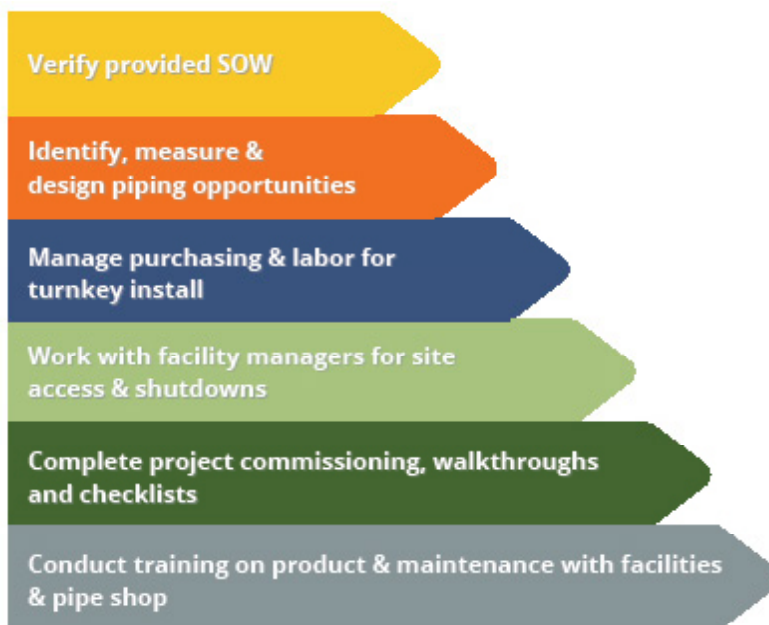 Verify provided SOW
Identify, measure &
design piping opportunities
Manage purchasing & labor for
turnkey install
Work with facility managers for site
access & shutdowns
Complete project commissioning, walkthroughs
and checklists
Conduct training on product & maintenance with facilities
& pipe shop